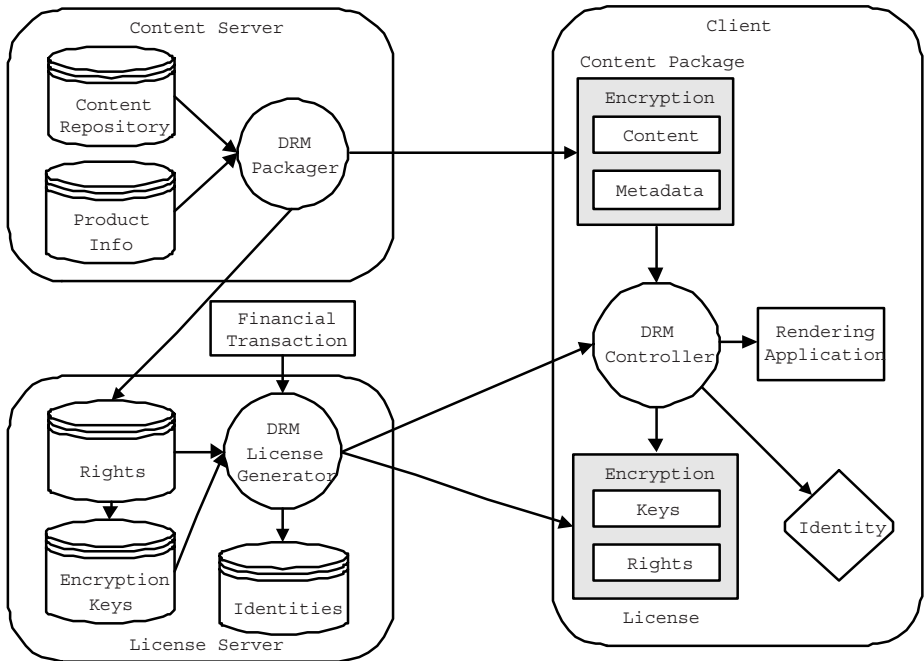 Content Server
Content
Repository
Product
Info
DRM
Packager
Client
Content Package
Encryption
Content
Metadata
Financial
Transaction
DRM
Controller
Rendering
Application
Rights
DRM
License
Generator
Encryption
Keys
Identities
License Server
Encryption
Keys
Rights
License
Identity